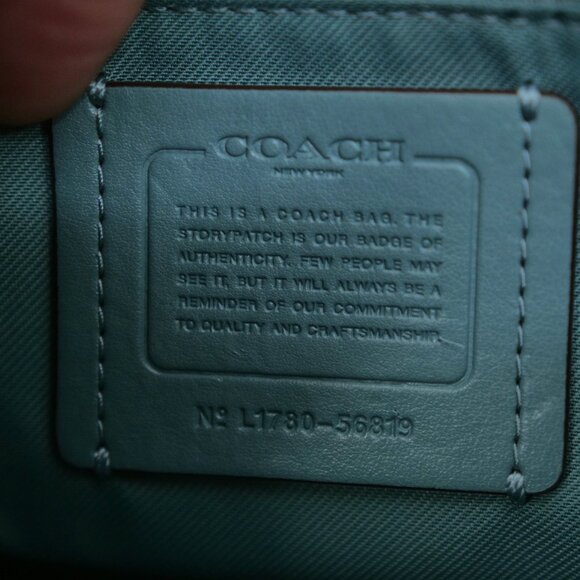 COACH
NEW YORK
THIS IS A COACH BAG. THE
STORYPATCH IS OUR BADGE OF
AUTHENTICITY. FEW PEOPLE MAY
SEE IT, BUT IT WILL ALWAYS BE A
REMINDER OF OUR COMMITMENT
TO QUALITY AND CRAFTSMANSHIP.
Nº L1780-56819